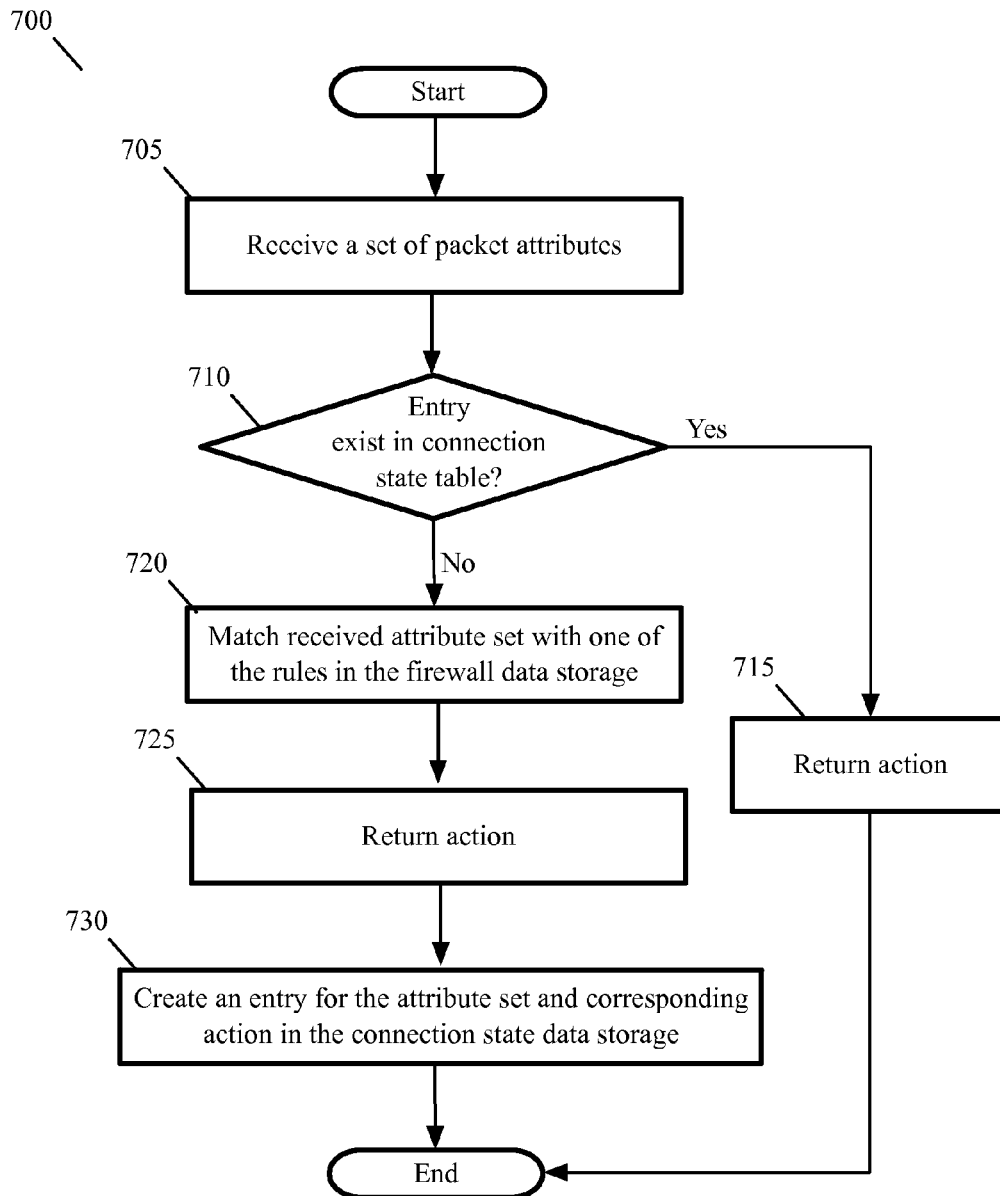 700
Start
705
Receive a set of packet attributes
710
Entry
exist in connection
state table?
Yes
No
720
Match received attribute set with one of
the rules in the firewall data storage
715
Return action
725
Return action
730
Create an entry for the attribute set and corresponding
action in the connection state data storage
End